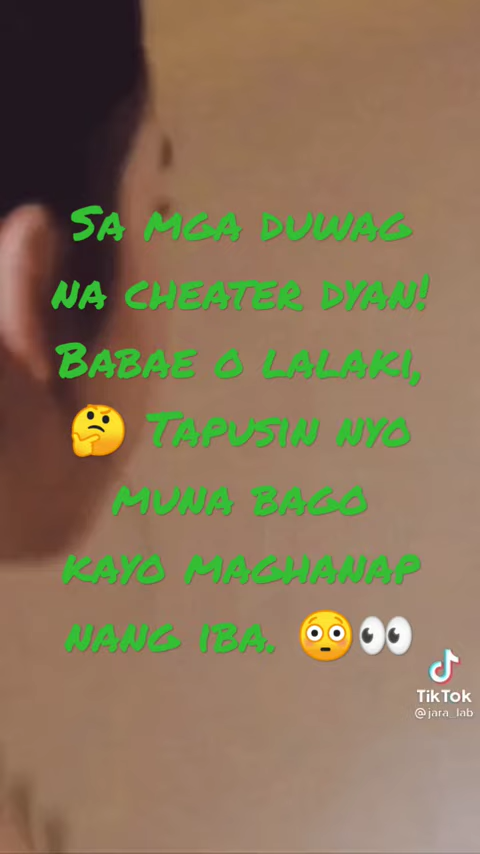 Sa mga duwag
na cheater dyan!
Babae o lalaki,
🤔 Tapusin nyo
muna bago
kayo maghanap
nang iba. 😳👀
TikTok
@jara_lab